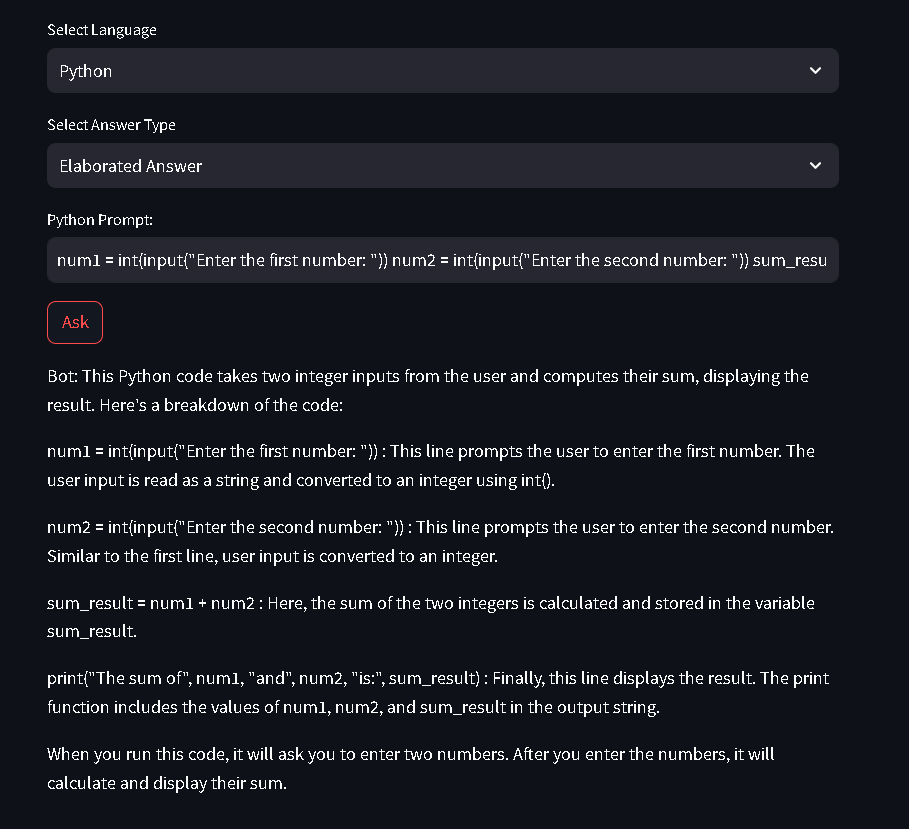 Select Language
Python
Select Answer Type
Elaborated Answer
Python Prompt:
num1 = int(input("Enter the first number: ")) num2 = int(input("Enter the second number: ")) sum_resu
Ask
Bot: This Python code takes two integer inputs from the user and computes their sum, displaying the
result. Here's a breakdown of the code:
num1 = int(input("Enter the first number: ")) : This line prompts the user to enter the first number. The
user input is read as a string and converted to an integer using int().
num2 = int(input("Enter the second number: ")) : This line prompts the user to enter the second number.
Similar to the first line, user input is converted to an integer.
sum_result = num1 + num2 : Here, the sum of the two integers is calculated and stored in the variable
sum_result.
print("The sum of", num1, "and", num2, "is:", sum_result) : Finally, this line displays the result. The print
function includes the values of num1, num2, and sum_result in the output string.
When you run this code, it will ask you to enter two numbers. After you enter the numbers, it will
calculate and display their sum.